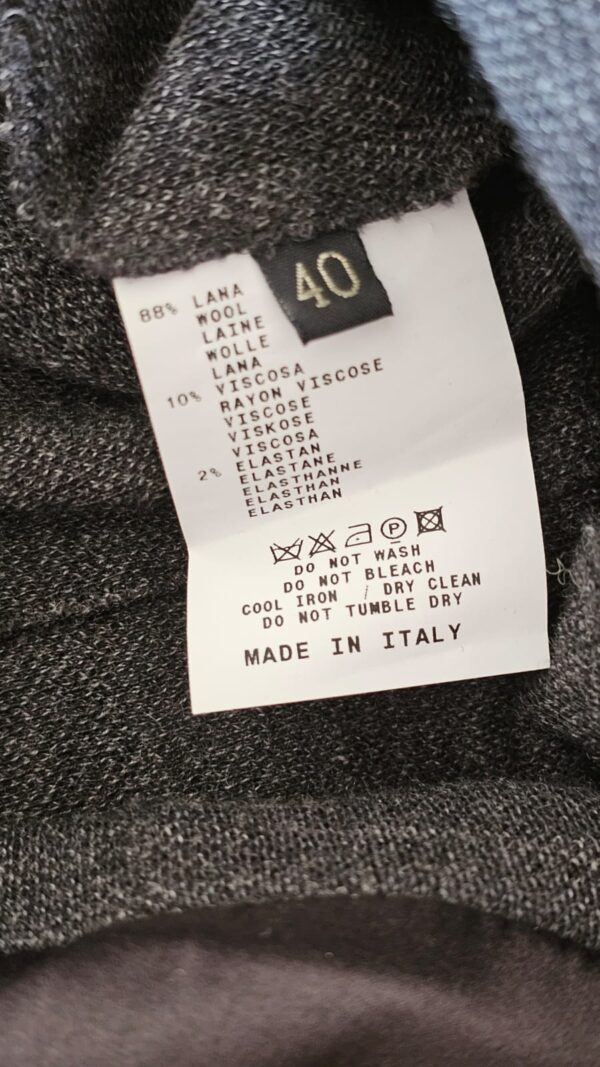 40
88% LANA
WOOL
LAINE
WOLLE
LANA
10% VISCOSA
RAYON VISCOSE
VISCOSE
VISKOSE
VISCOSA
2% ELASTAN
ELASTANE
ELASTHANNE
ELASTHAN
ELASTHAN
P
DO NOT WASH
DO NOT BLEACH
COOL IRON / DRY CLEAN
DO NOT TUMBLE DRY
MADE IN ITALY